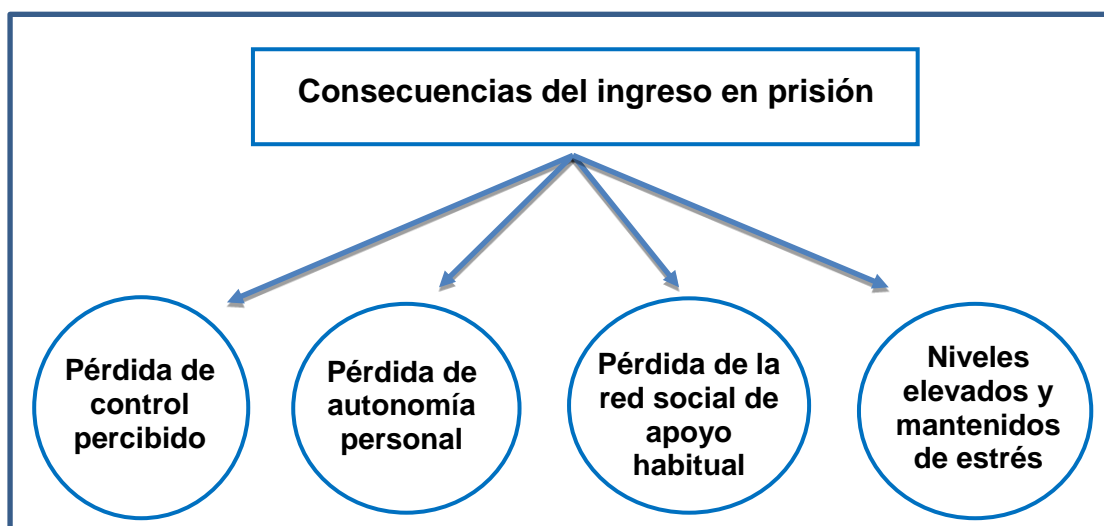 Consecuencias del ingreso en prisión
Pérdida de
control
percibido
Pérdida de
autonomía
personal
Pérdida de la
red social de
apoyo
habitual
Niveles
elevados y
mantenidos
de estrés